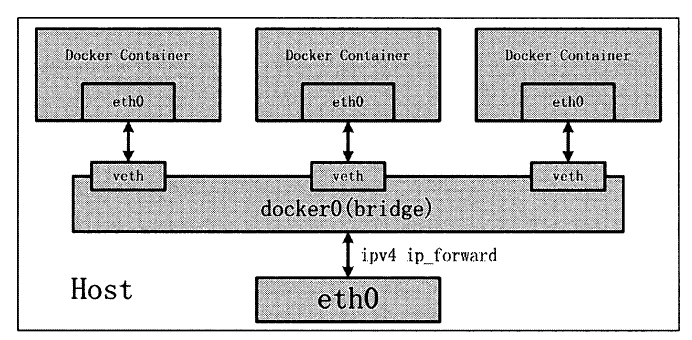 Docker Container
Docker Container
Docker Container
eth0
eth0
eth0
veth
veth
veth
docker0(bridge)
ipv4 ip_forward
Host
eth0